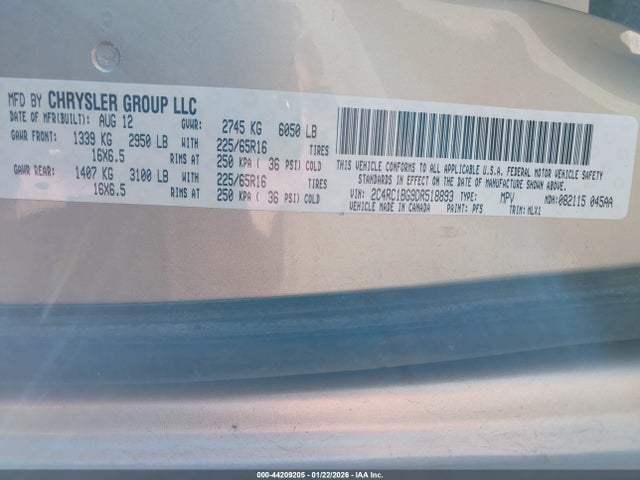 MFD BY CHRYSLER GROUP LLC
DATE OF MFR(BUILT): AUG 12 GVWR: 2745 KG 6050 LB
GAWR FRONT: 1339 KG 2950 LB WITH 225/65R16 TIRES
16X6.5 RIMS AT 250 KPA ( 36 PSI) COLD
GAWR REAR: 1407 KG 3100 LB WITH 225/65R16 TIRES
16X6.5 RIMS AT 250 KPA ( 36 PSI) COLD
THIS VEHICLE CONFORMS TO ALL APPLICABLE U.S.A. FEDERAL MOTOR VEHICLE SAFETY
STANDARDS IN EFFECT ON THE DATE OF MANUFACTURE SHOWN ABOVE.
VIN: 2C4RC1BG9DR518893 TYPE: MPV MDH: 082115 045AA
VEHICLE MADE IN CANADA PAINT: PFS TRIM: MLX1
000-44209205 - 01/22/2026 - IAA Inc.